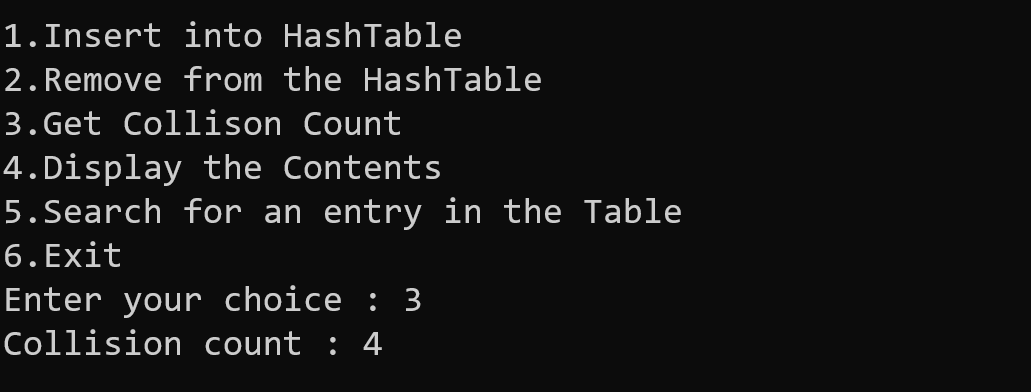 1.Insert into HashTable
2.Remove from the HashTable
3.Get Collison Count
4.Display the Contents
5.Search for an entry in the Table
6.Exit
Enter your choice : 3
Collision count : 4